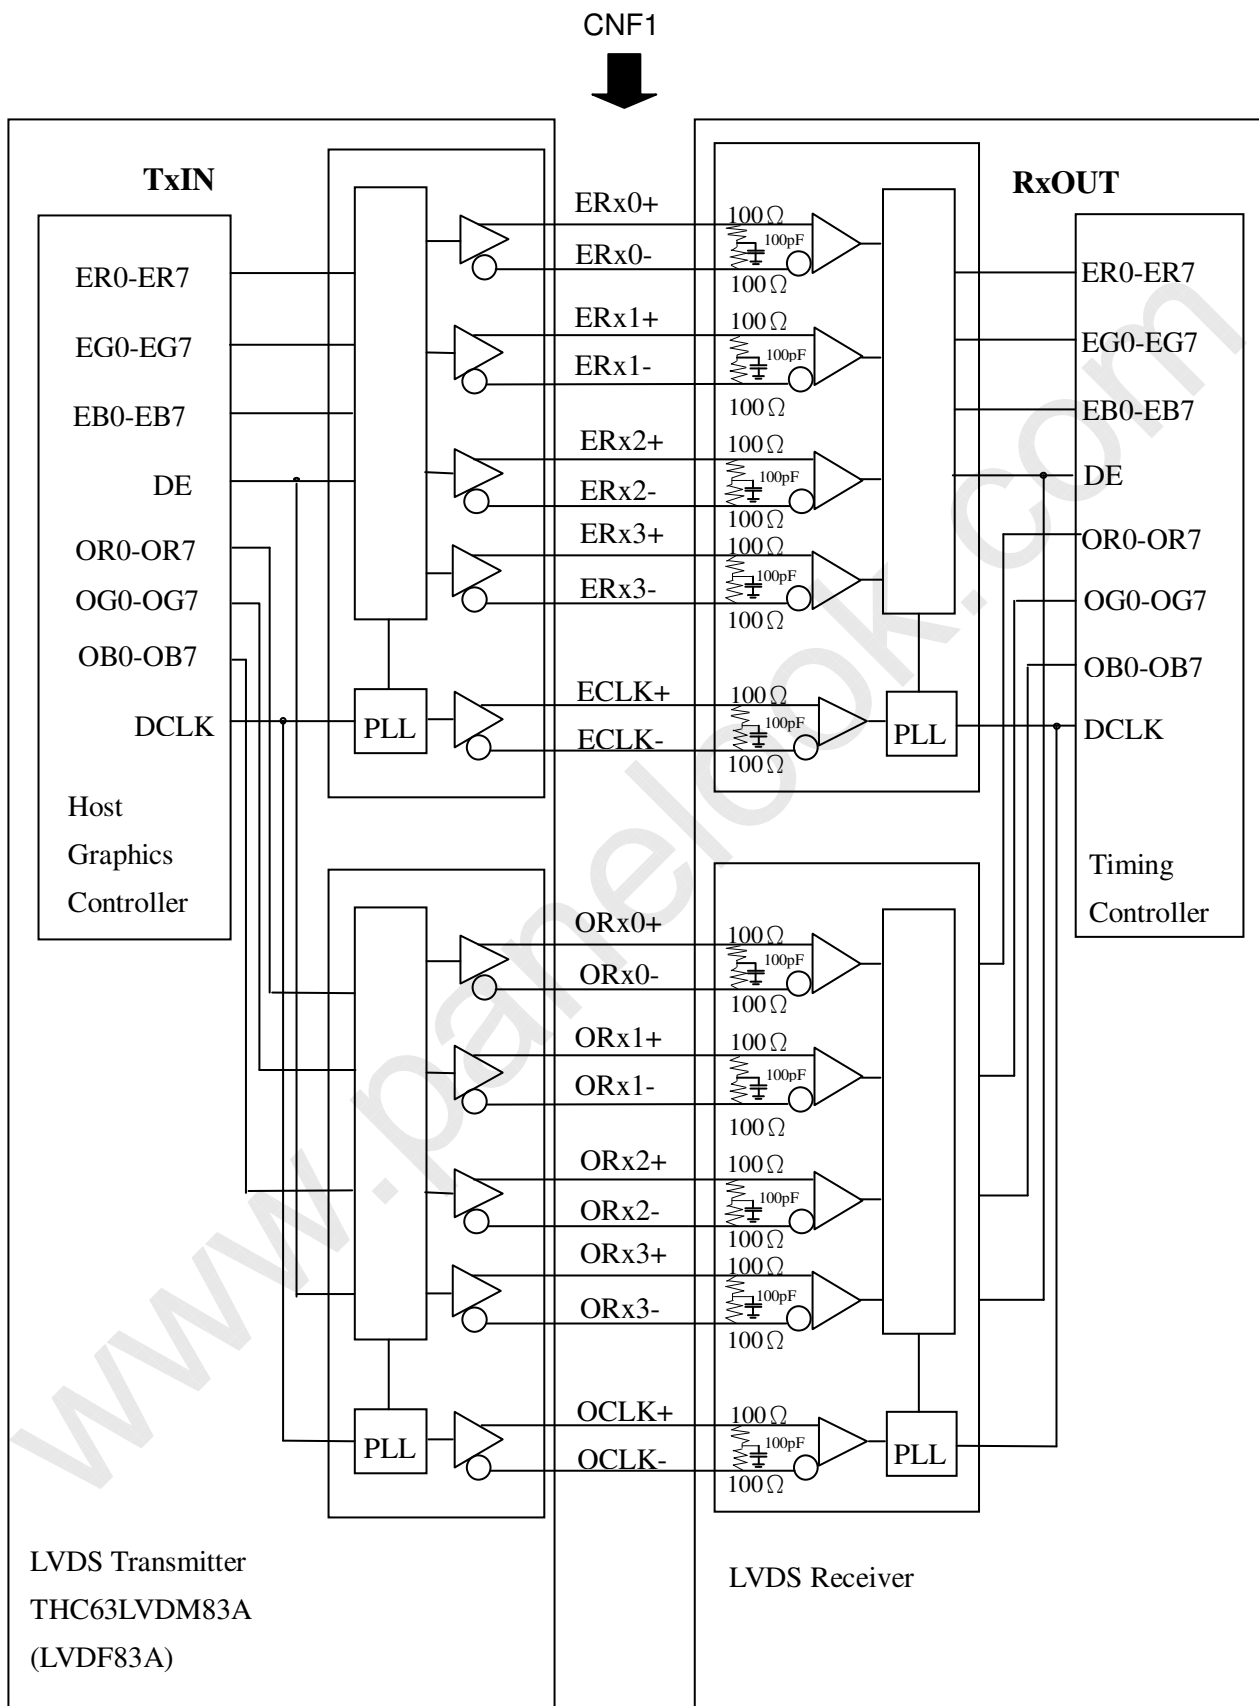 CNF1
TxIN
RxOUT
ER0-ER7
EG0-EG7
EB0-EB7
DE
OR0-OR7
OG0-OG7
OB0-OB7
DCLK
Host
Graphics
Controller
PLL
ERx0+
ERx0-
ERx1+
ERx1-
ERx2+
ERx2-
ERx3+
ERx3-
ECLK+
ECLK-
100Ω
100pF
100Ω
100Ω
100pF
100Ω
100Ω
100pF
100Ω
100Ω
100pF
100Ω
100Ω
100pF
100Ω
PLL
ER0-ER7
EG0-EG7
EB0-EB7
DE
OR0-OR7
OG0-OG7
OB0-OB7
DCLK
Timing
Controller
PLL
ORx0+
ORx0-
ORx1+
ORx1-
ORx2+
ORx2-
ORx3+
ORx3-
OCLK+
OCLK-
100Ω
100pF
100Ω
100Ω
100pF
100Ω
100Ω
100pF
100Ω
100Ω
100pF
100Ω
100Ω
100pF
100Ω
PLL
LVDS Transmitter
THC63LVDM83A
(LVDF83A)
LVDS Receiver
www.panelook.com